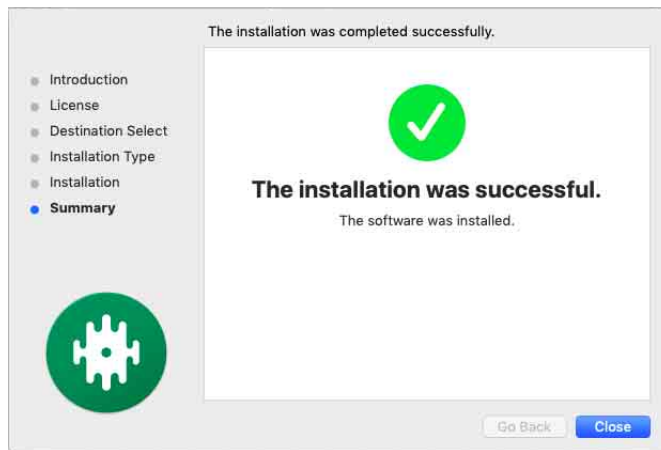 The installation was completed successfully.
Introduction
License
Destination Select
Installation Type
Installation
Summary
The installation was successful.
The software was installed.
Go Back
Close